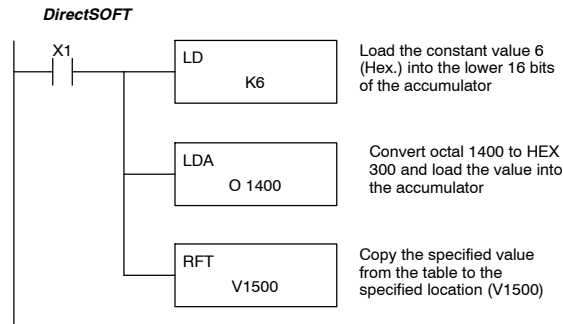 DirectSOFT
X1
LD
K6
Load the constant value 6
(Hex.) into the lower 16 bits
of the accumulator
LDA
O 1400
Convert octal 1400 to HEX
300 and load the value into
the accumulator
RFT
V1500
Copy the specified value
from the table to the
specified location (V1500)